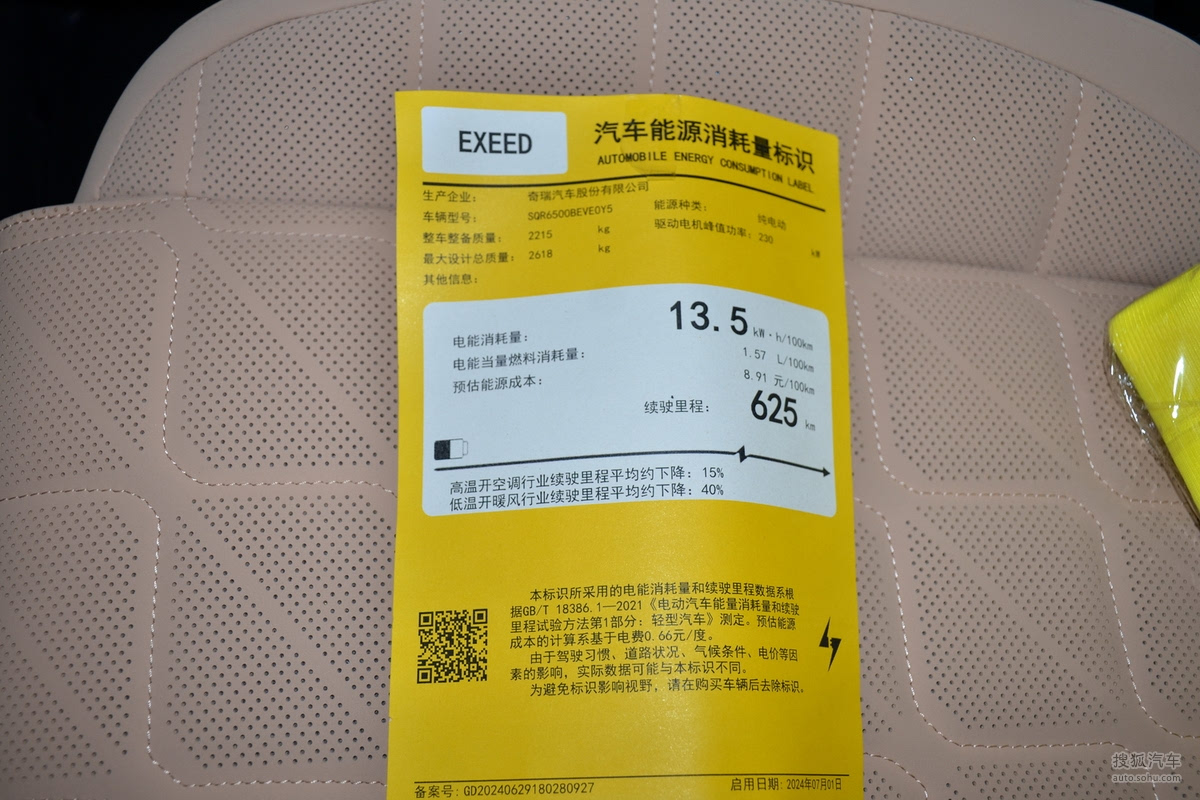 EXEED
汽车能源消耗量标识
AUTOMOBILE ENERGY CONSUMPTION LABEL
生产企业: 奇瑞汽车股份有限公司
车辆型号: SQR6500BEVE0Y5 能源种类: 纯电动
整车整备质量: 2215 kg 驱动电机峰值功率: 230 kW
最大设计总质量: 2618 kg
其他信息:
电能消耗量: 13.5 kW·h/100km
电能当量燃料消耗量: 1.57 L/100km
预估能源成本: 8.91 元/100km
续驶里程: 625 km
高温开空调行业续驶里程平均约下降: 15%
低温开暖风行业续驶里程平均约下降: 40%
本标识所采用的电能消耗量和续驶里程数据系根
据GB/T 18386.1—2021《电动汽车能量消耗量和续驶
里程试验方法第1部分: 轻型汽车》测定。预估能源
成本的计算系基于电费0.66元/度。
由于驾驶习惯、道路状况、气候条件、电价等因
素的影响, 实际数据可能与本标识不同。
为避免标识影响视野, 请在购买车辆后去除标识。
备案号: GD20240629180280927 启用日期: 2024年07月01日
搜狐汽车
auto.sohu.com